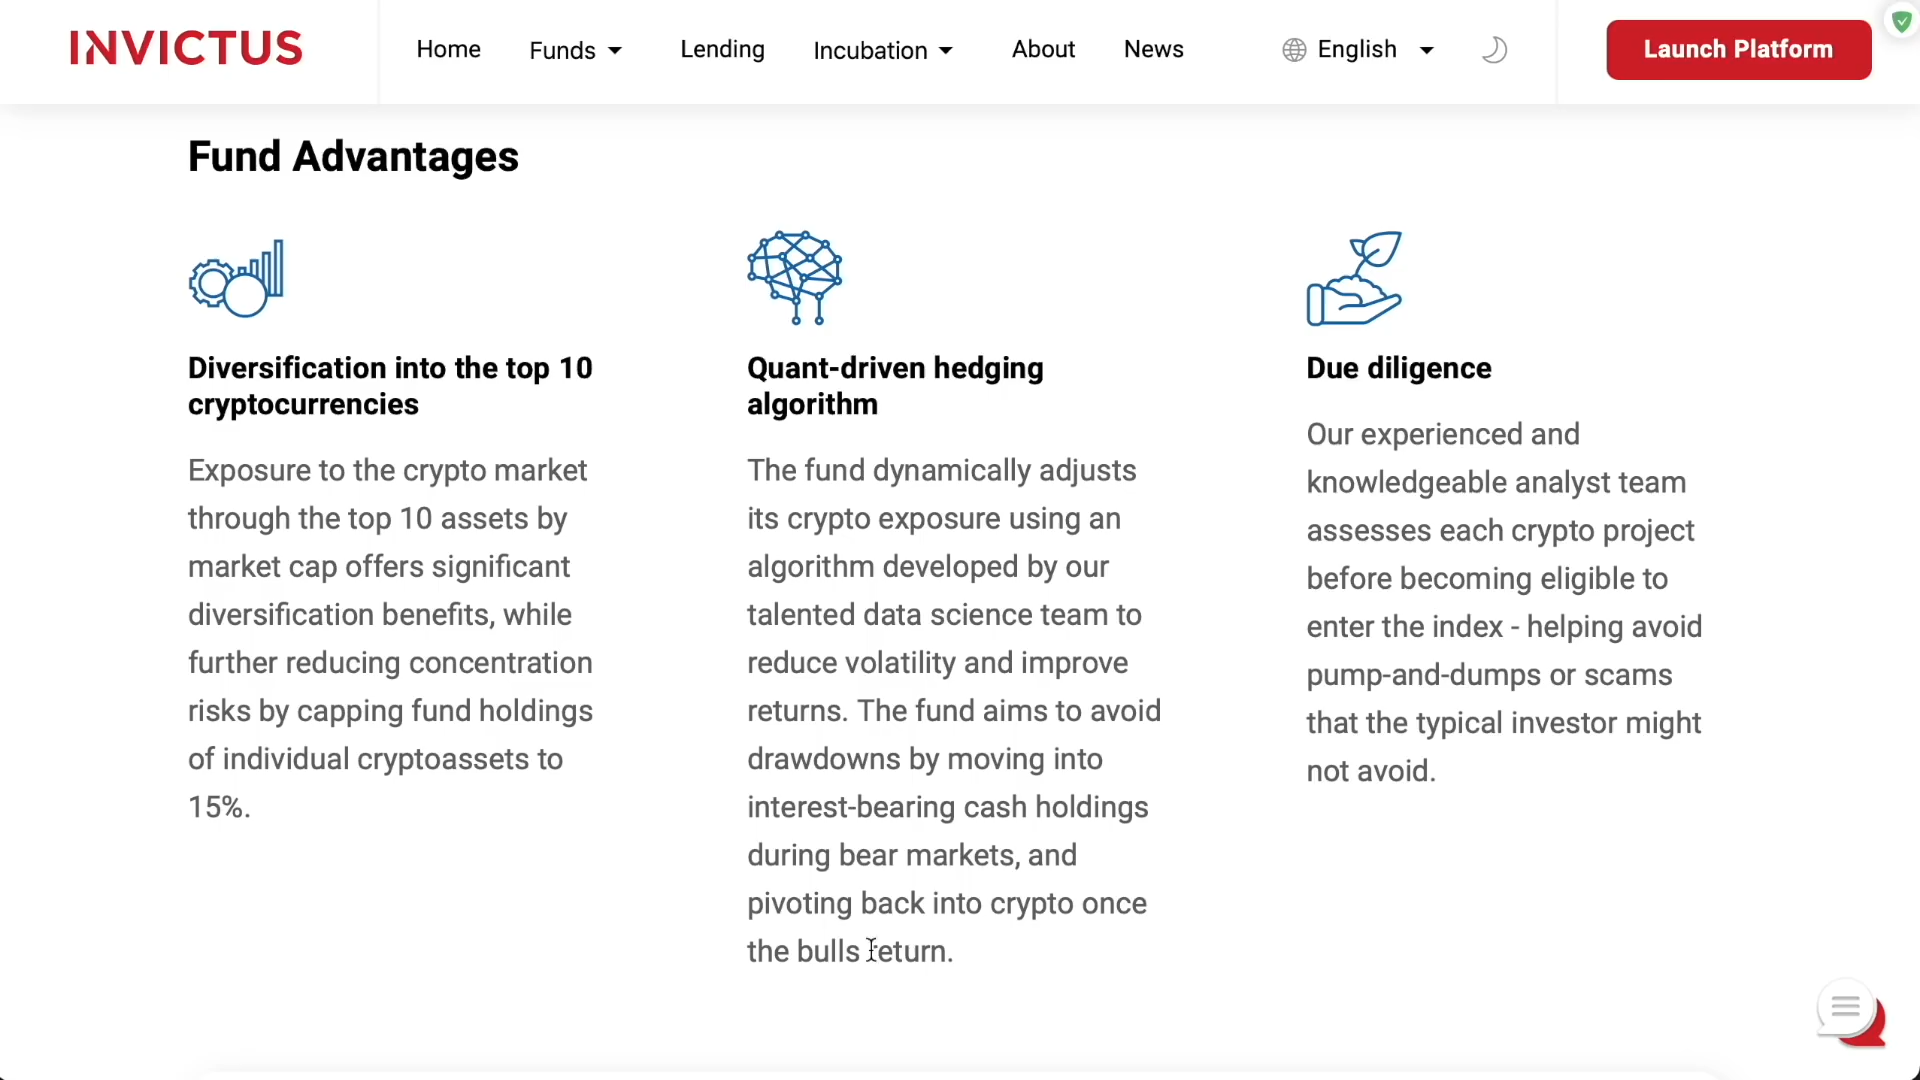 INVICTUS
Home Funds Lending Incubation About News English Launch Platform
Fund Advantages
Diversification into the top 10
cryptocurrencies
Exposure to the crypto market
through the top 10 assets by
market cap offers significant
diversification benefits, while
further reducing concentration
risks by capping fund holdings
of individual cryptoassets to
15%.
Quant-driven hedging
algorithm
The fund dynamically adjusts
its crypto exposure using an
algorithm developed by our
talented data science team to
reduce volatility and improve
returns. The fund aims to avoid
drawdowns by moving into
interest-bearing cash holdings
during bear markets, and
pivoting back into crypto once
the bulls return.
Due diligence
Our experienced and
knowledgeable analyst team
assesses each crypto project
before becoming eligible to
enter the index - helping avoid
pump-and-dumps or scams
that the typical investor might
not avoid.